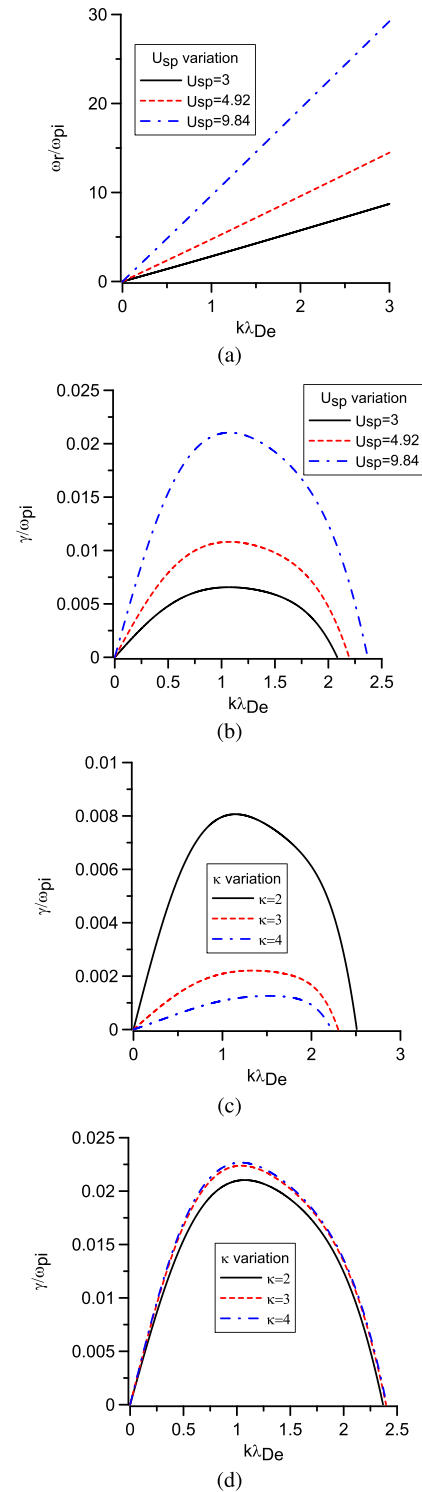 30
20
10
0
ωr/ωpi
Usp variation
Usp=3
Usp=4.92
Usp=9.84
0 1 2 3
kλDe
(a)
0.025
0.02
0.015
0.01
0.005
0
γ/ωpi
Usp variation
Usp=3
Usp=4.92
Usp=9.84
0 0.5 1 1.5 2 2.5
kλDe
(b)
0.01
0.008
0.006
0.004
0.002
0
γ/ωpi
κ variation
κ=2
κ=3
κ=4
0 1 2 3
kλDe
(c)
0.025
0.02
0.015
0.01
0.005
0
γ/ωpi
κ variation
κ=2
κ=3
κ=4
0 0.5 1 1.5 2 2.5
kλDe
(d)